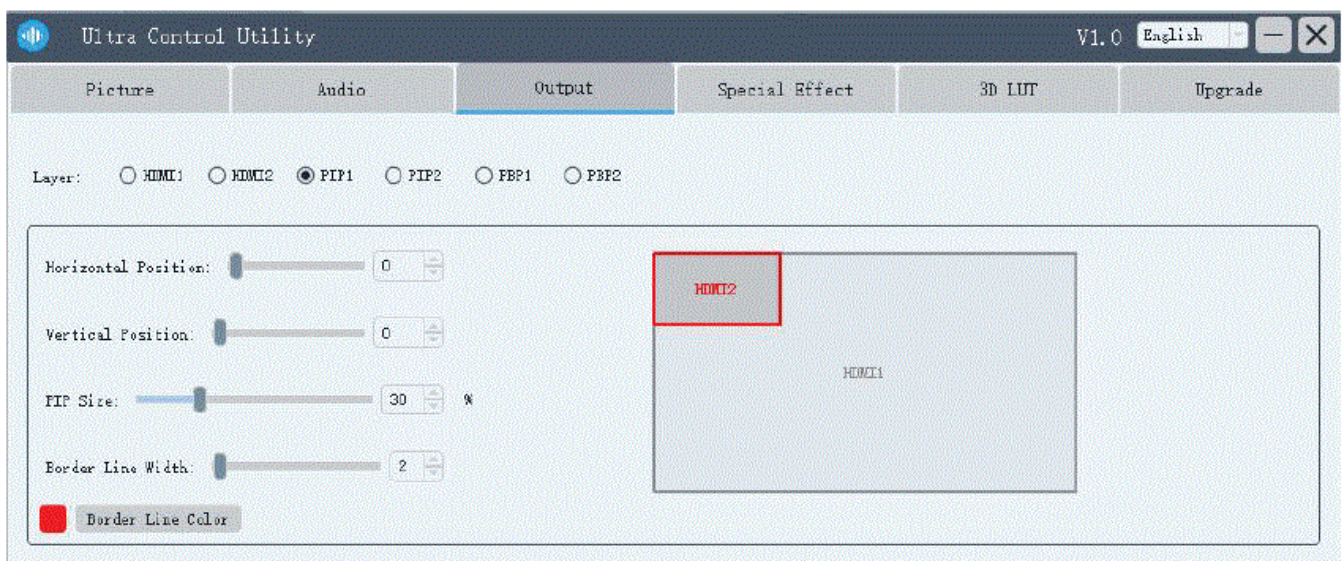 Ultra Control Utility V1.0 English
Picture Audio Output Special Effect 3D LUT Upgrade
Layer: HDMI1 HDMI2 PIP1 PIP2 PBP1 PBP2
Horizontal Position: 0
HDMI2
Vertical Position: 0
HDMI1
PIP Size: 30 %
Border Line Width: 2
Border Line Color